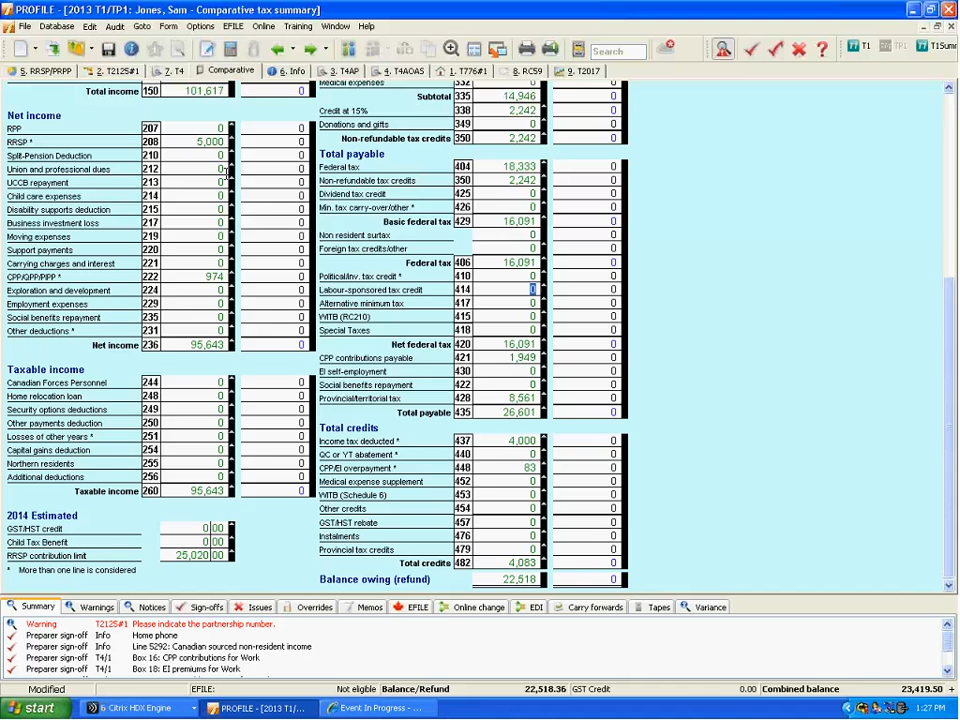 PROFILE - [2013 T1/TP1: Jones, Sam - Comparative tax summary]
File Database Edit Audit Goto Form Options EFILE Online Training Window Help
Search T1 TP1 T1Summ
5. RRSP/PRPP 2. T2125#1 7. T4 Comparative 6. Info 3. T4AP 4. T4AOAS 1. T776#1 8. RC59 9. T2017
Total income 150 101,617 0
Net income
RPP 207 0 0
RRSP * 208 5,000 0
Split-Pension Deduction 210 0 0
Union and professional dues 212 0 0
UCCB repayment 213 0 0
Child care expenses 214 0 0
Disability supports deduction 215 0 0
Business investment loss 217 0 0
Moving expenses 219 0 0
Support payments 220 0 0
Carrying charges and interest 221 0 0
CPP/QPP/PIPP * 222 974 0
Exploration and development 224 0 0
Employment expenses 229 0 0
Social benefits repayment 235 0 0
Other deductions * 231 0 0
Net income 236 95,643 0
Taxable income
Canadian Forces Personnel 244 0 0
Home relocation loan 248 0 0
Security options deductions 249 0 0
Other payments deduction 250 0 0
Losses of other years * 251 0 0
Capital gains deduction 254 0 0
Northern residents 255 0 0
Additional deductions 256 0 0
Taxable income 260 95,643 0
2014 Estimated
GST/HST credit 0 00
Child Tax Benefit 0 00
RRSP contribution limit 25,020 00
* More than one line is considered
Medical expenses 332 0 0
Subtotal 335 14,946 0
Credit at 15% 338 2,242 0
Donations and gifts 349 0 0
Non-refundable tax credits 350 2,242 0
Total payable
Federal tax 404 18,333 0
Non-refundable tax credits 350 2,242 0
Dividend tax credit 425 0 0
Min. tax carry-over/other * 426 0 0
Basic federal tax 429 16,091 0
Non resident surtax 0 0
Foreign tax credits/other 0 0
Federal tax 406 16,091 0
Political/inv. tax credit * 410 0 0
Labour-sponsored tax credit 414 0 0
Alternative minimum tax 417 0 0
WITB (RC210) 415 0 0
Special Taxes 418 0 0
Net federal tax 420 16,091 0
CPP contributions payable 421 1,949 0
EI self-employment 430 0 0
Social benefits repayment 422 0 0
Provincial/territorial tax 428 8,561 0
Total payable 435 26,601 0
Total credits
Income tax deducted * 437 4,000 0
QC or YT abatement * 440 0 0
CPP/EI overpayment * 448 83 0
Medical expense supplement 452 0 0
WITB (Schedule 6) 453 0 0
Other credits 454 0 0
GST/HST rebate 457 0 0
Instalments 476 0 0
Provincial tax credits 479 0 0
Total credits 482 4,083 0
Balance owing (refund) 22,518 0
Summary Warnings Notices Sign-offs Issues Overrides Memos EFILE Online change EDI Carry forwards Tapes Variance
Warning T2125#1 Please indicate the partnership number.
Preparer sign-off Info Home phone
Preparer sign-off Info Line 5292: Canadian sourced non-resident income
Preparer sign-off T4/1 Box 16: CPP contributions for Work
Preparer sign-off T4/1 Box 18: EI premiums for Work
Modified EFILE: Not eligible Balance/Refund 22,518.36 GST Credit 0.00 Combined balance 23,419.50
start 6 Citrix HDX Engine PROFILE - [2013 T1/... Event In Progress - ... 1:27 PM